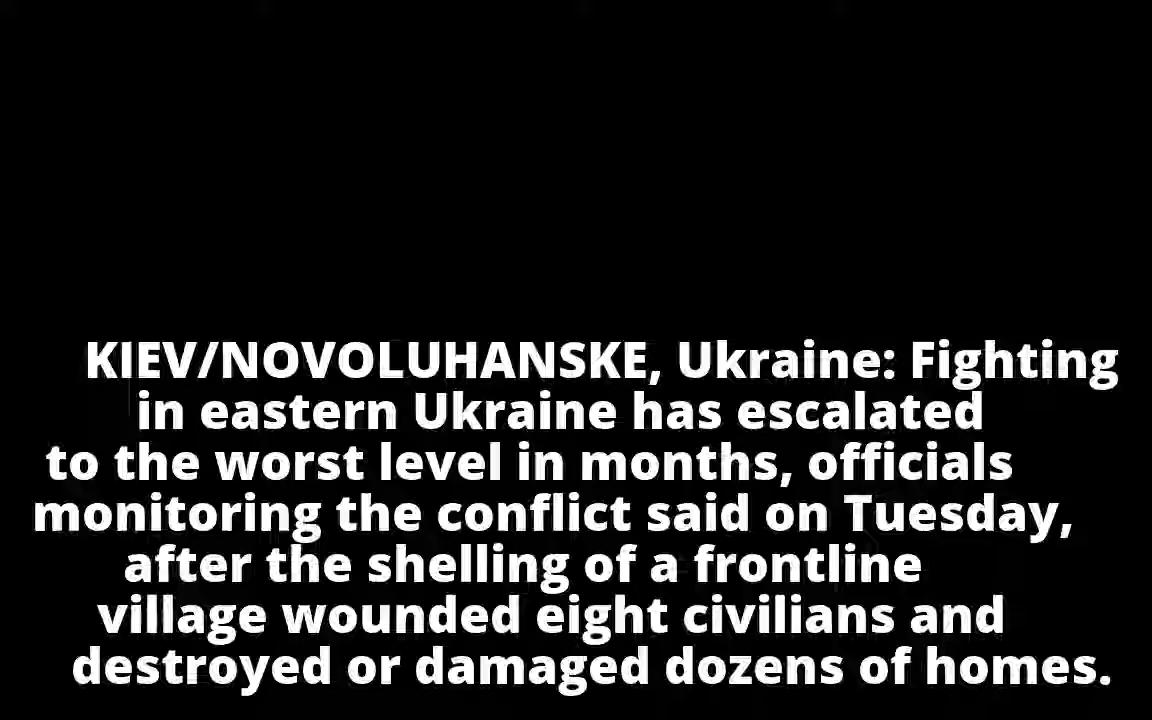 KIEV/NOVOLUHANSKE, Ukraine: Fighting
in eastern Ukraine has escalated
to the worst level in months, officials
monitoring the conflict said on Tuesday,
after the shelling of a frontline
village wounded eight civilians and
destroyed or damaged dozens of homes.